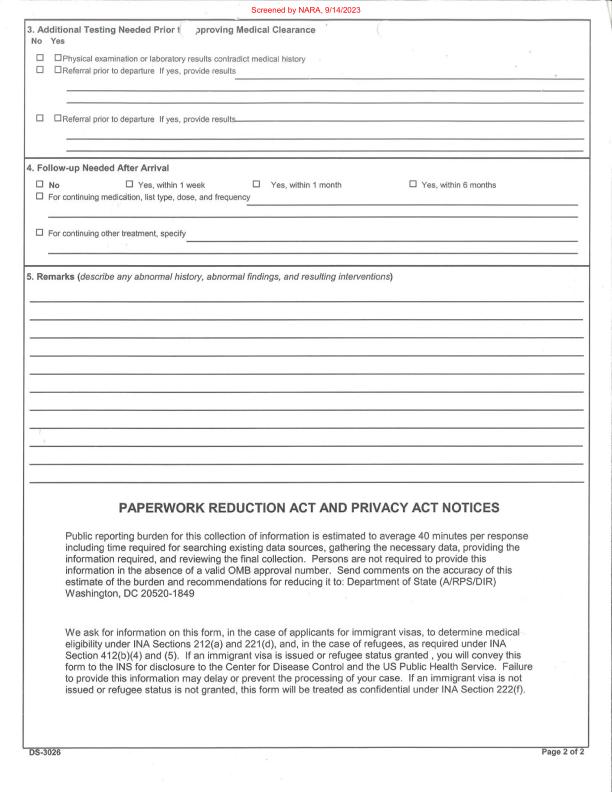 Screened by NARA, 9/14/2023
3. Additional Testing Needed Prior t pproving Medical Clearance
No Yes
☐ ☐Physical examination or laboratory results contradict medical history
☐ ☐Referral prior to departure If yes, provide results
☐ ☐Referral prior to departure If yes, provide results
4. Follow-up Needed After Arrival
☐ No ☐ Yes, within 1 week ☐ Yes, within 1 month ☐ Yes, within 6 months
☐ For continuing medication, list type, dose, and frequency
☐ For continuing other treatment, specify
5. Remarks (describe any abnormal history, abnormal findings, and resulting interventions)
PAPERWORK REDUCTION ACT AND PRIVACY ACT NOTICES
Public reporting burden for this collection of information is estimated to average 40 minutes per response
including time required for searching existing data sources, gathering the necessary data, providing the
information required, and reviewing the final collection. Persons are not required to provide this
information in the absence of a valid OMB approval number. Send comments on the accuracy of this
estimate of the burden and recommendations for reducing it to: Department of State (A/RPS/DIR)
Washington, DC 20520-1849
We ask for information on this form, in the case of applicants for immigrant visas, to determine medical
eligibility under INA Sections 212(a) and 221(d), and, in the case of refugees, as required under INA
Section 412(b)(4) and (5). If an immigrant visa is issued or refugee status granted , you will convey this
form to the INS for disclosure to the Center for Disease Control and the US Public Health Service. Failure
to provide this information may delay or prevent the processing of your case. If an immigrant visa is not
issued or refugee status is not granted, this form will be treated as confidential under INA Section 222(f).
DS-3026 Page 2 of 2